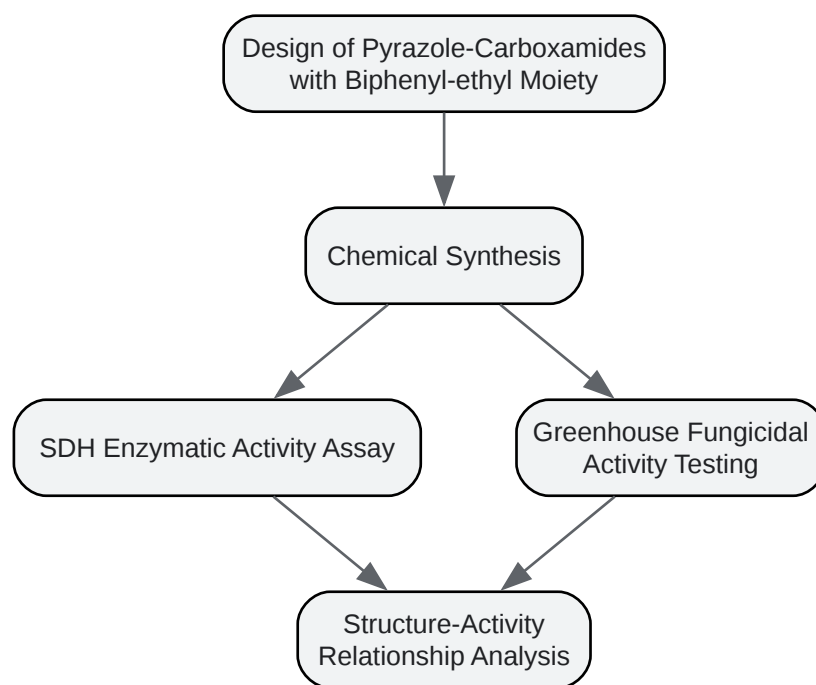 Design of Pyrazole-Carboxamides
with Biphenyl-ethyl Moiety
Chemical Synthesis
SDH Enzymatic Activity Assay
Greenhouse Fungicidal
Activity Testing
Structure-Activity
Relationship Analysis